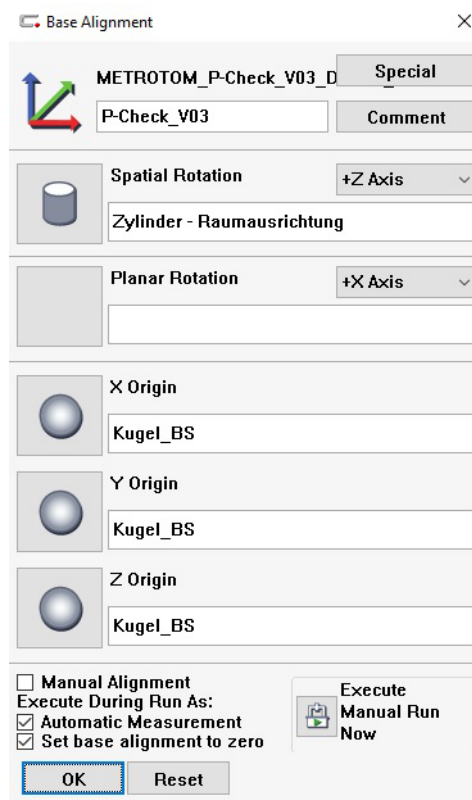 Base Alignment
METROTOM_P-Check_V03_D
Special
P-Check_V03
Comment
Spatial Rotation
+Z Axis
Zylinder - Raumausrichtung
Planar Rotation
+X Axis
X Origin
Kugel_BS
Y Origin
Kugel_BS
Z Origin
Kugel_BS
Manual Alignment
Execute During Run As:
Automatic Measurement
Set base alignment to zero
Execute
Manual Run
Now
OK
Reset